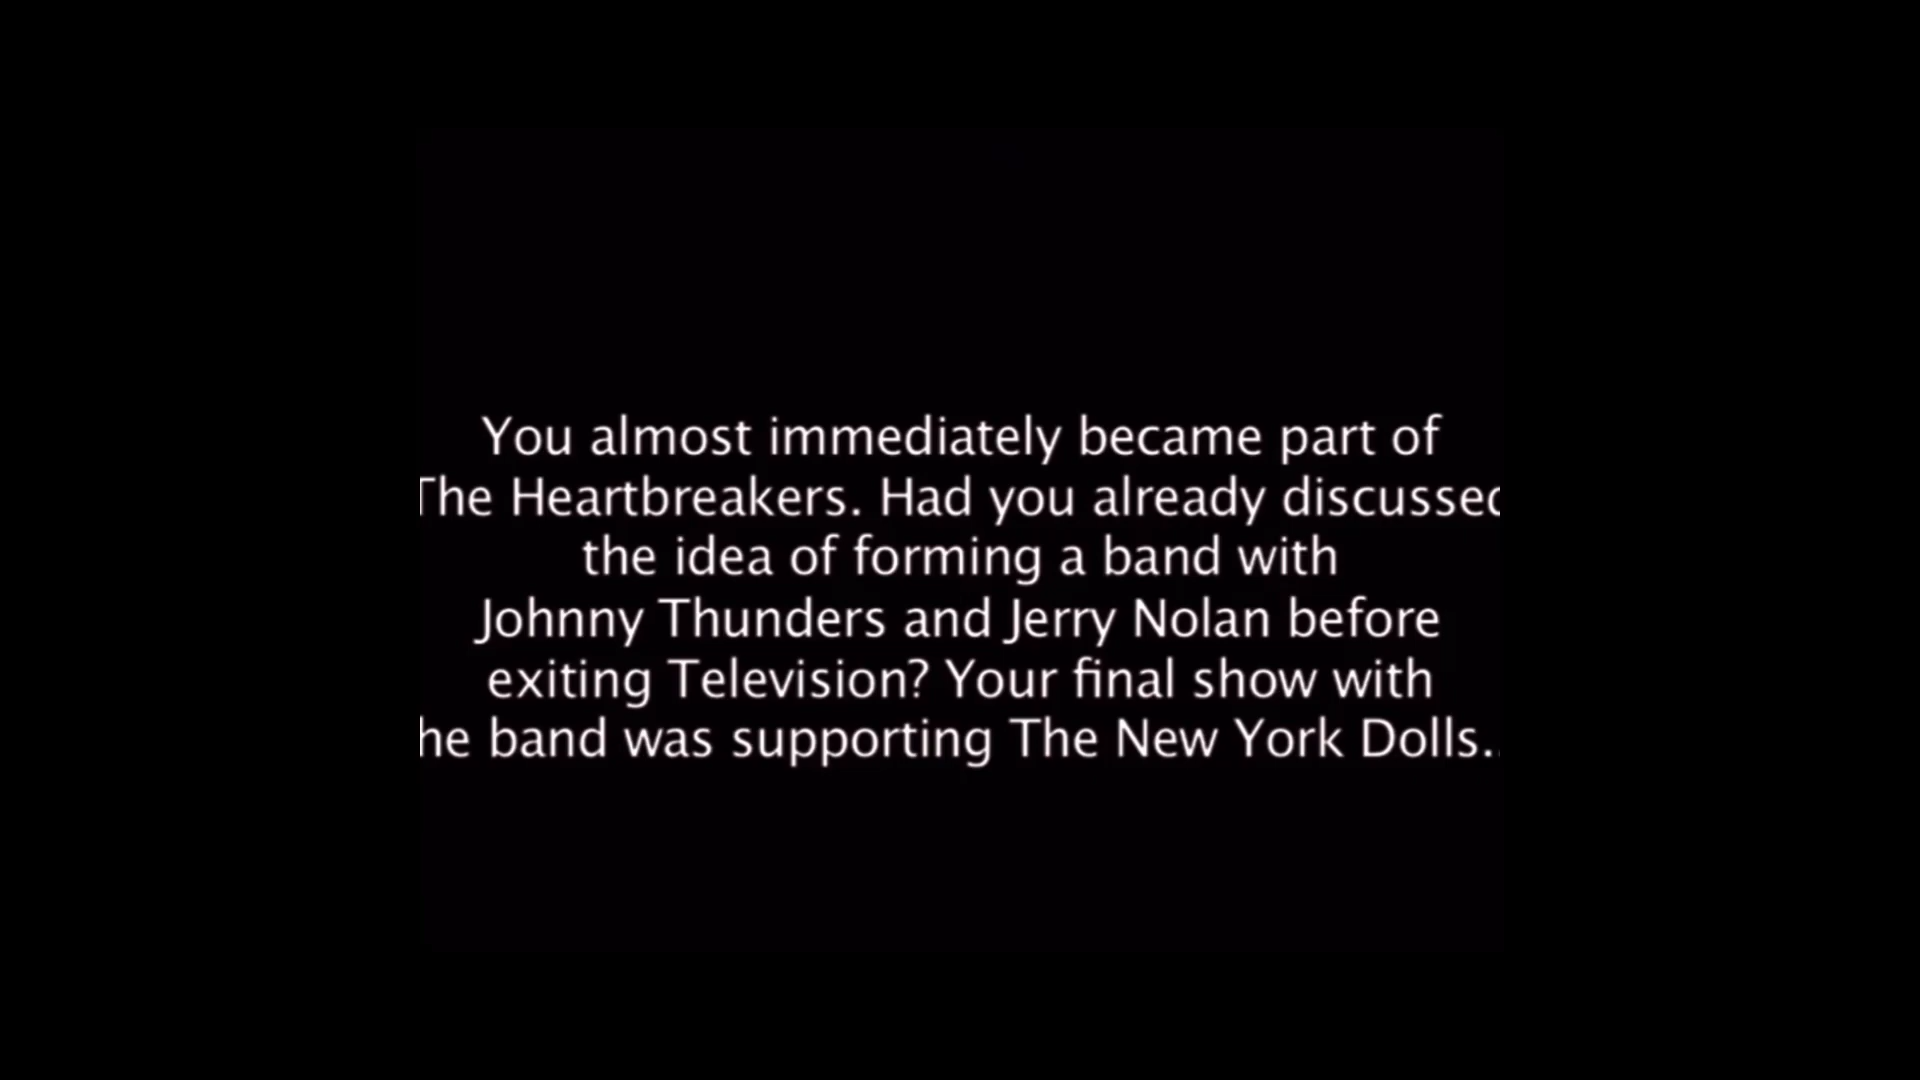 You almost immediately became part of
The Heartbreakers. Had you already discussed
the idea of forming a band with
Johnny Thunders and Jerry Nolan before
exiting Television? Your final show with
he band was supporting The New York Dolls..